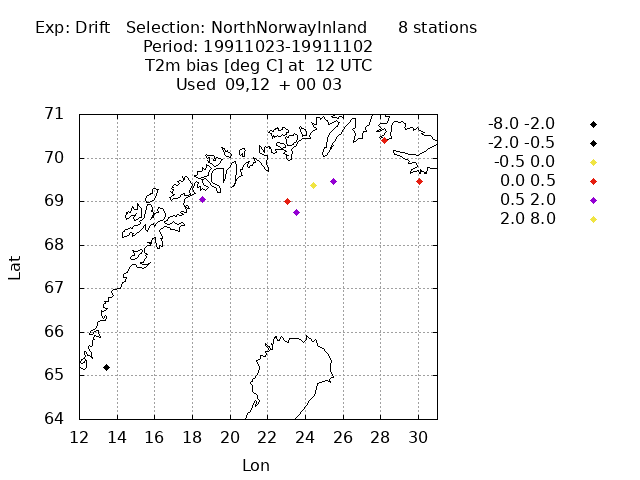 Exp: Drift   Selection: NorthNorwayInland      8 stations
Period: 19911023-19911102
T2m bias [deg C] at  12 UTC
Used  09,12  + 00 03
71
70
69
68
67
66
65
64
Lat
12 14 16 18 20 22 24 26 28 30
Lon
-8.0 -2.0
-2.0 -0.5
-0.5 0.0
0.0 0.5
0.5 2.0
2.0 8.0